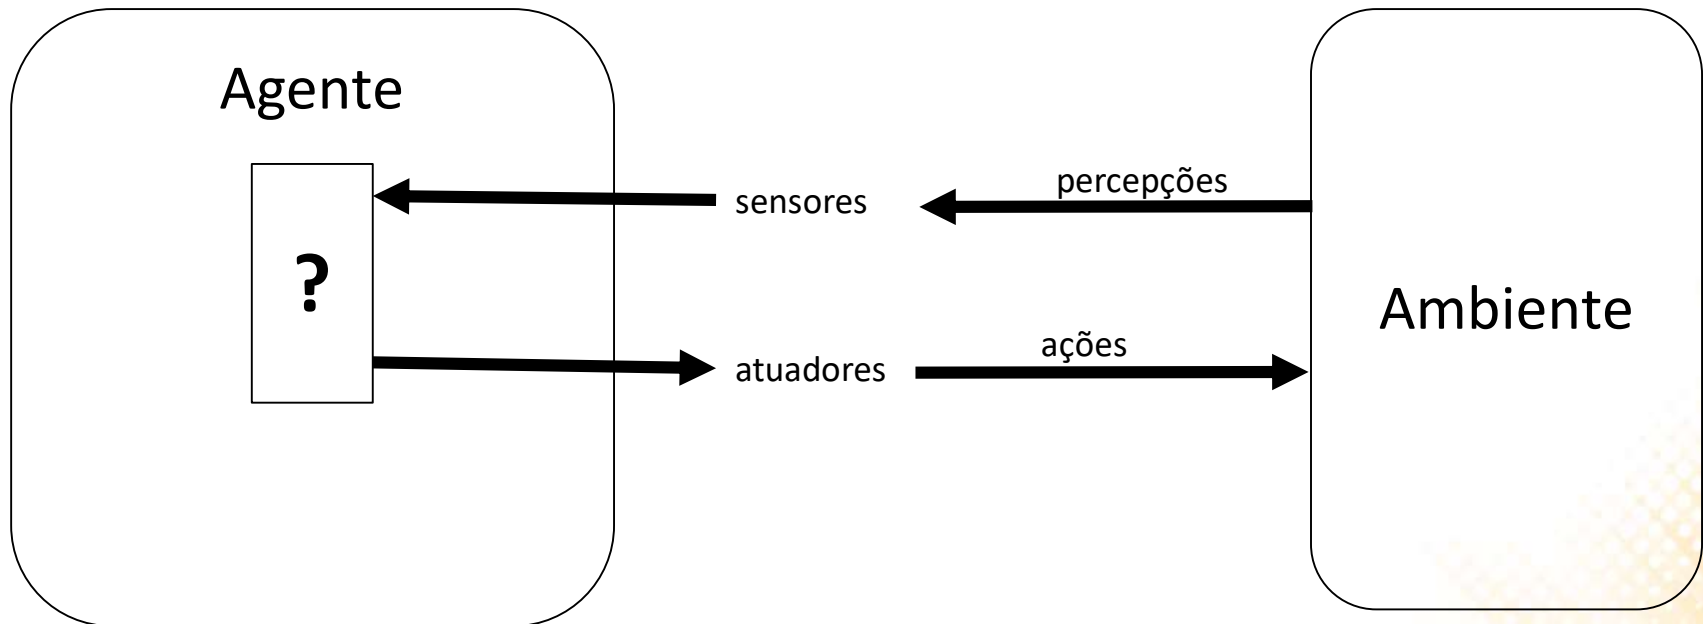 Agente
percepções
sensores
?
Ambiente
ações
atuadores